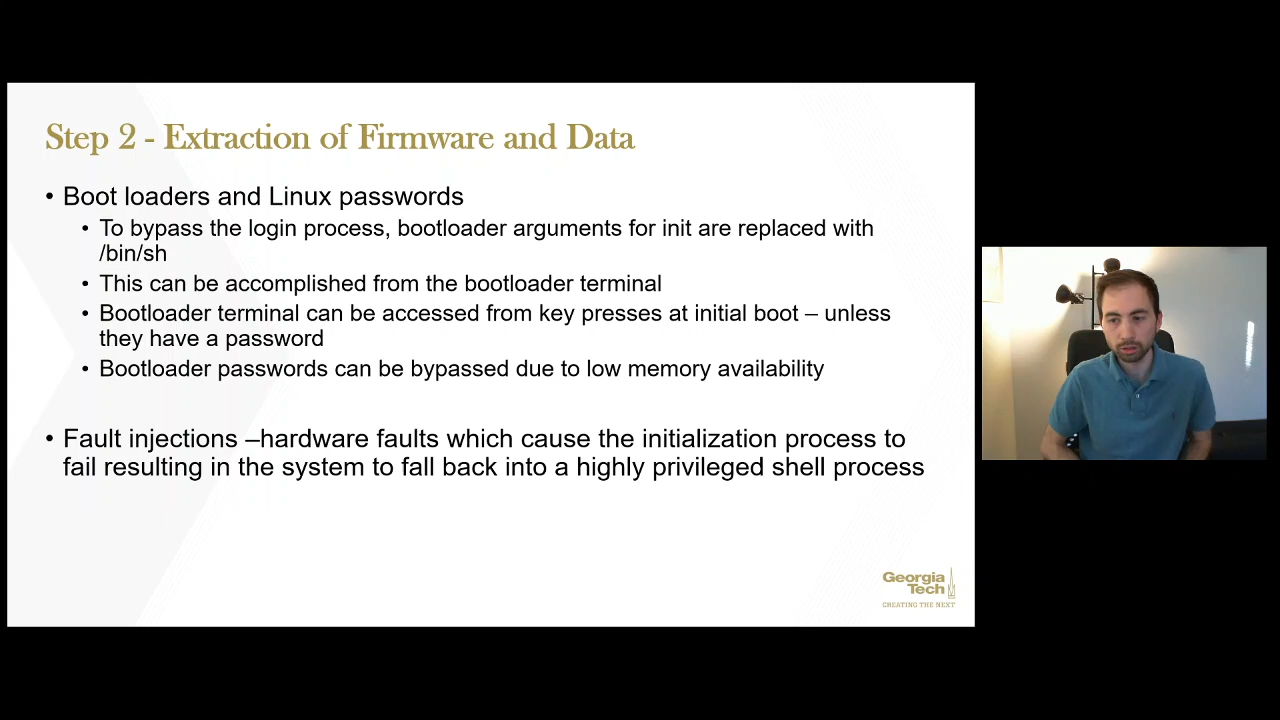 Step 2 - Extraction of Firmware and Data
• Boot loaders and Linux passwords
• To bypass the login process, bootloader arguments for init are replaced with
/bin/sh
• This can be accomplished from the bootloader terminal
• Bootloader terminal can be accessed from key presses at initial boot – unless
they have a password
• Bootloader passwords can be bypassed due to low memory availability
• Fault injections –hardware faults which cause the initialization process to
fail resulting in the system to fall back into a highly privileged shell process
Georgia
Tech
CREATING THE NEXT